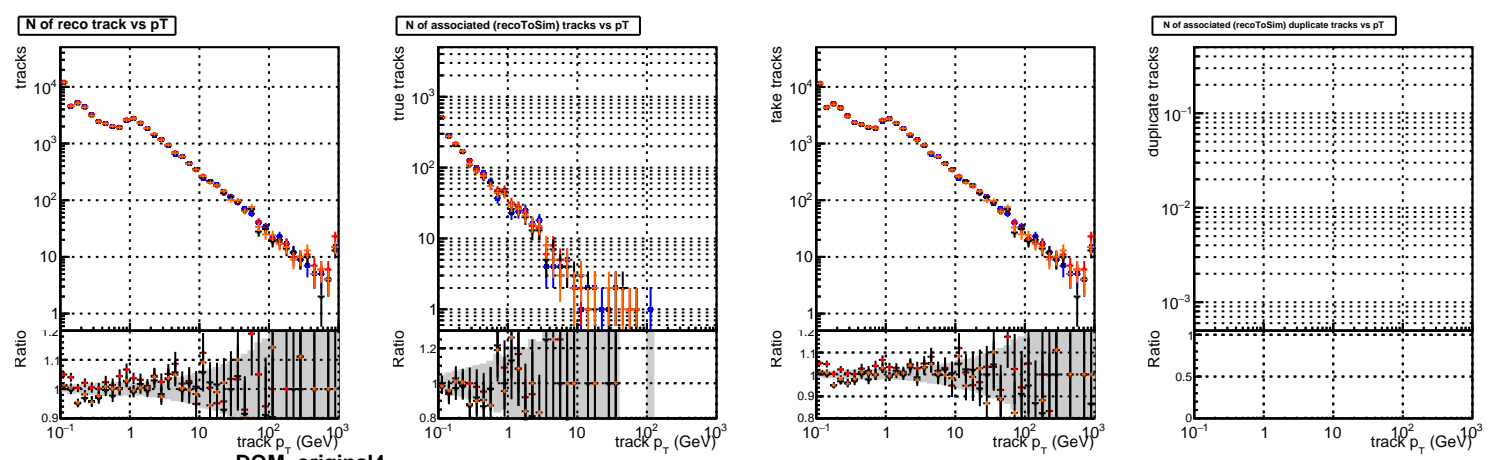 N of reco track vs pT
tracks
10^4
10^3
10^2
10
1
Ratio
1.2
1.1
1
0.9
10^-1 1 10 10^2 10^3
track p_T (GeV)
N of associated (recoToSim) tracks vs pT
true tracks
10^3
10^2
10
1
Ratio
1.2
1
0.8
10^-1 1 10 10^2 10^3
track p_T (GeV)
fake tracks
10^4
10^3
10^2
10
1
Ratio
1.2
1.1
1
0.9
0.8
10^-1 1 10 10^2 10^3
track p_T (GeV)
N of associated (recoToSim) duplicate tracks vs pT
duplicate tracks
10^-1
10^-2
10^-3
Ratio
1
0.5
0
10^-1 1 10 10^2 10^3
track p_T (GeV)